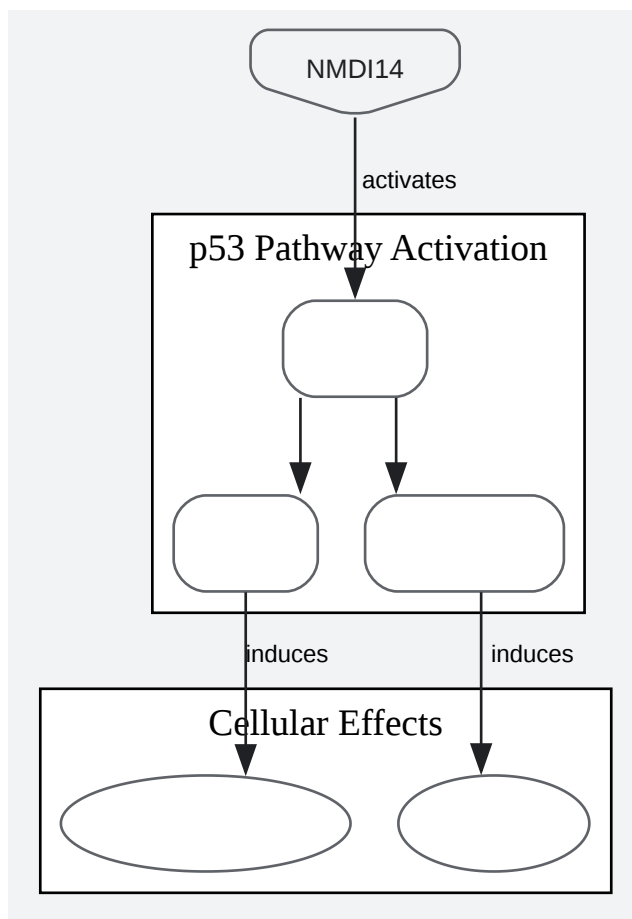 NMDI14
activates
p53 Pathway Activation
induces
induces
Cellular Effects